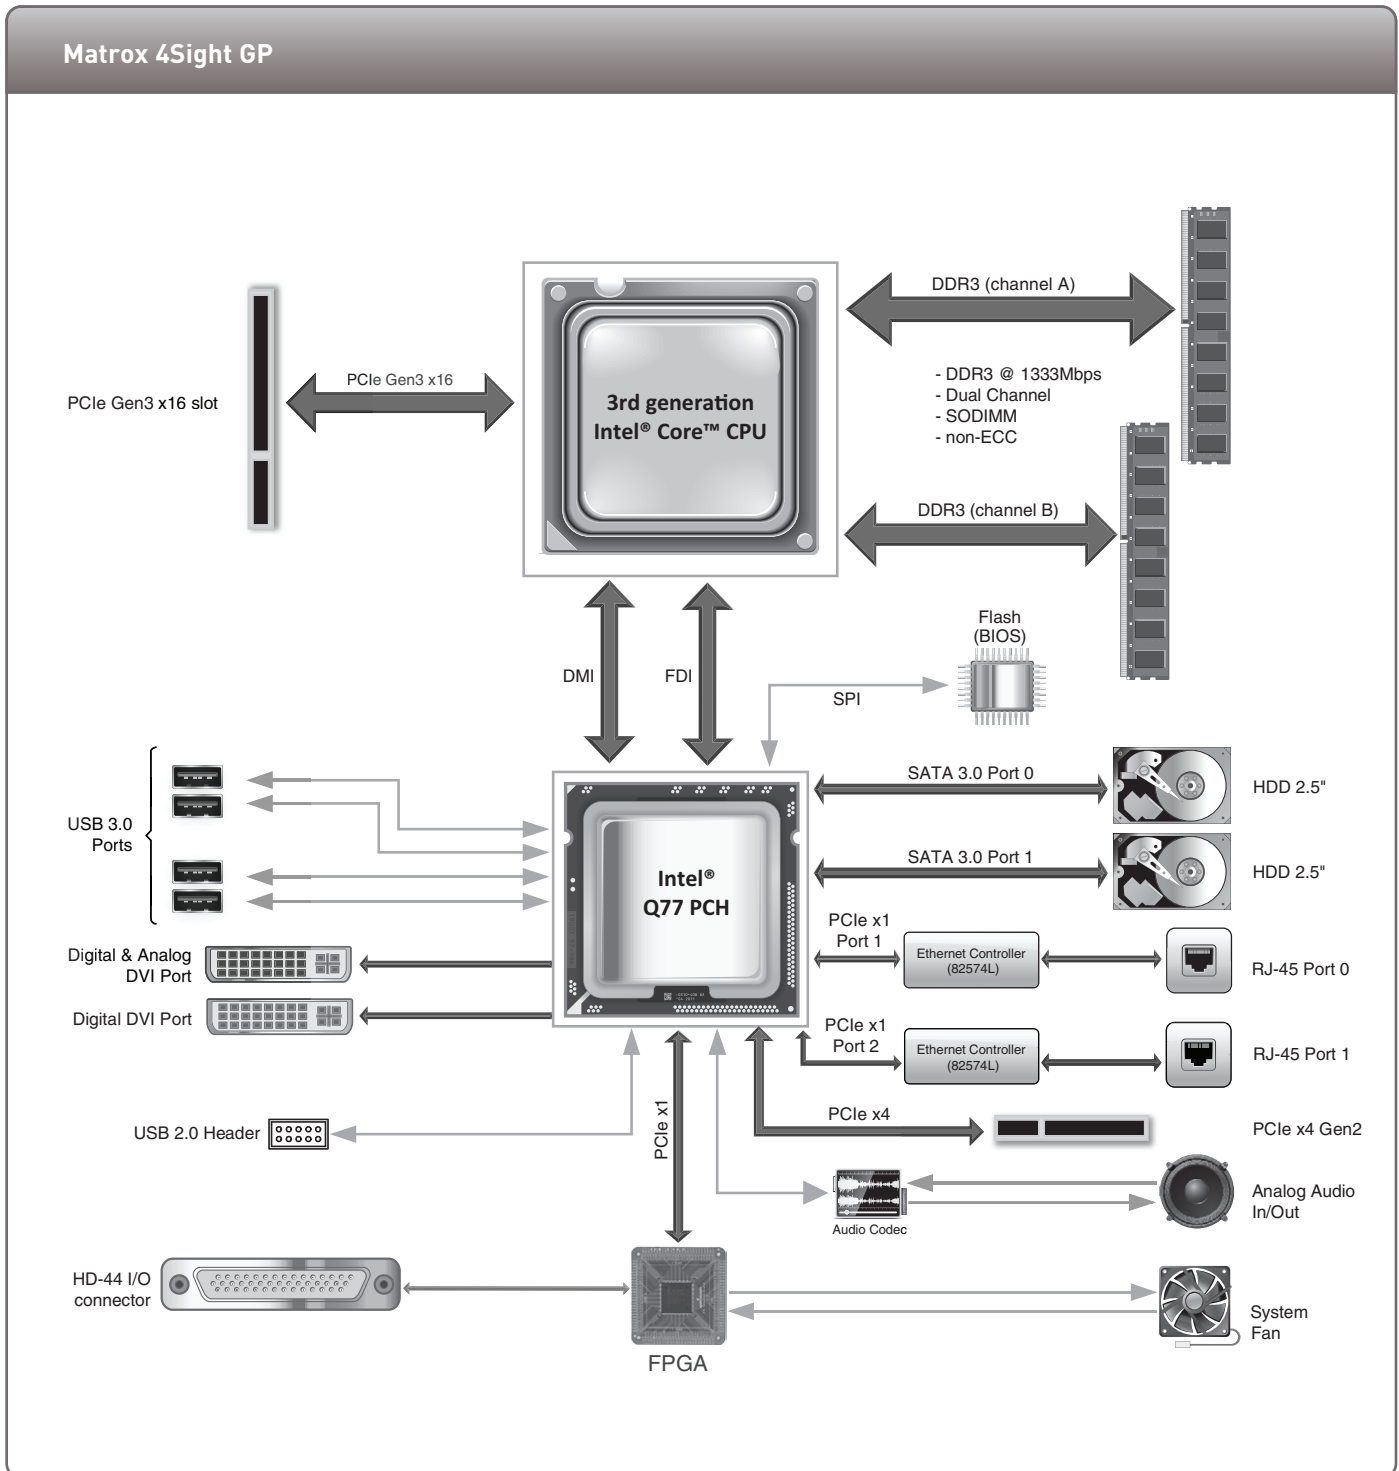 Matrox 4Sight GP
DDR3 (channel A)
PCIe Gen3 x16
PCIe Gen3 x16 slot
3rd generation
Intel® Core™ CPU
- DDR3 @ 1333Mbps
- Dual Channel
- SODIMM
- non-ECC
DDR3 (channel B)
Flash
(BIOS)
DMI
FDI
SPI
USB 3.0
Ports
SATA 3.0 Port 0
HDD 2.5"
SATA 3.0 Port 1
HDD 2.5"
Intel®
Q77 PCH
PCIe x1
Port 1
Ethernet Controller
(82574L)
RJ-45 Port 0
Digital & Analog
DVI Port
Digital DVI Port
PCIe x1
Port 2
Ethernet Controller
(82574L)
RJ-45 Port 1
USB 2.0 Header
PCIe x1
PCIe x4
PCIe x4 Gen2
Audio Codec
Analog Audio
In/Out
HD-44 I/O
connector
FPGA
System
Fan